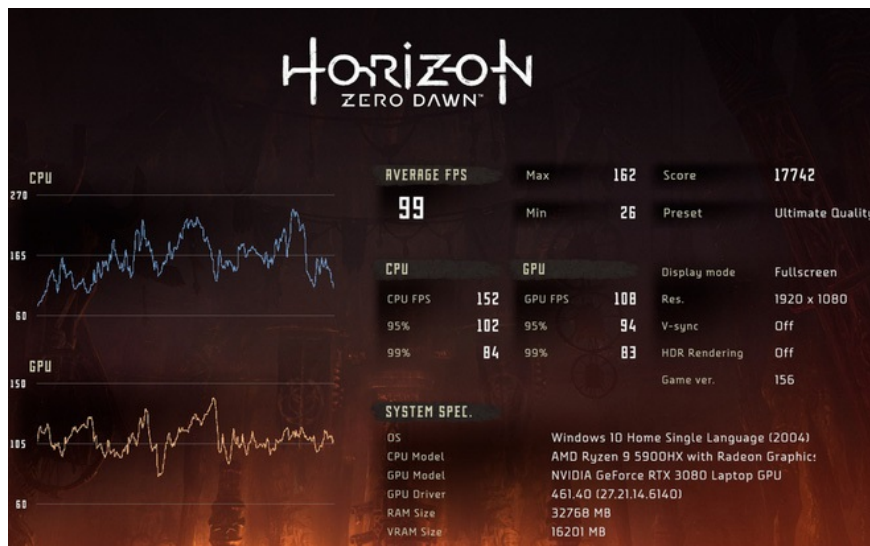 HORIZON
ZERO DAWN™
CPU
270
165
60
GPU
150
105
60
AVERAGE FPS
99
Max 162
Min 26
Score 17742
Preset Ultimate Quality
CPU
CPU FPS 152
95% 102
99% 84
GPU
GPU FPS 108
95% 94
99% 83
Display mode Fullscreen
Res. 1920 x 1080
V-sync Off
HDR Rendering Off
Game ver. 156
SYSTEM SPEC.
OS Windows 10 Home Single Language (2004)
CPU Model AMD Ryzen 9 5900HX with Radeon Graphics
GPU Model NVIDIA GeForce RTX 3080 Laptop GPU
GPU Driver 461.40 (27.21.14.6140)
RAM Size 32768 MB
VRAM Size 16201 MB